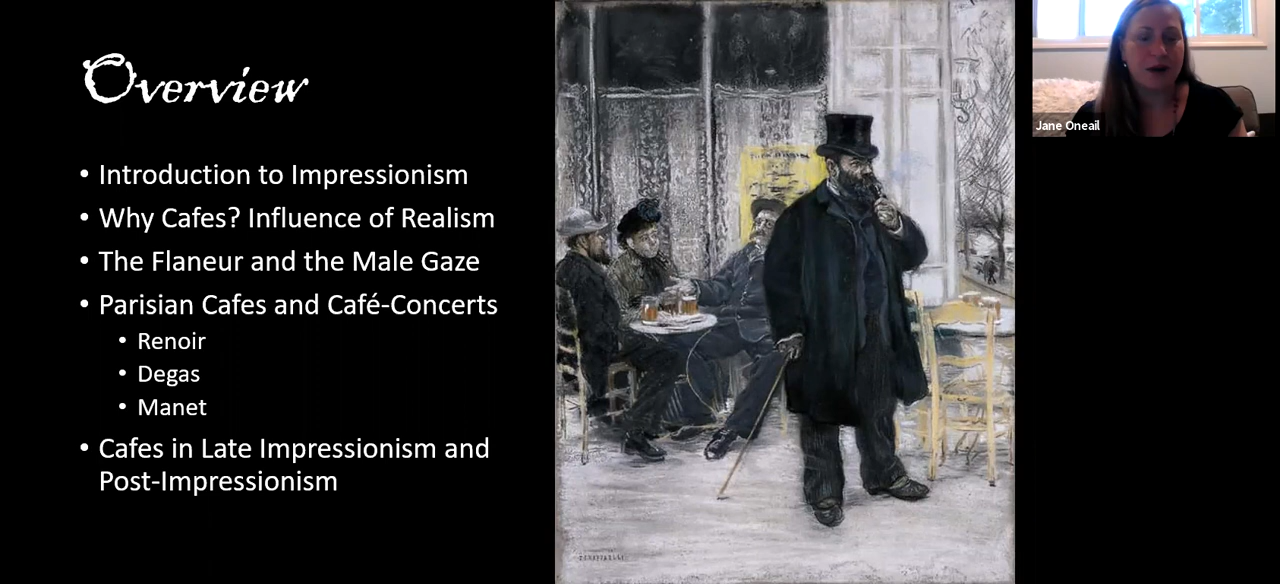 Overview
• Introduction to Impressionism
• Why Cafes? Influence of Realism
• The Flaneur and the Male Gaze
• Parisian Cafes and Café-Concerts
• Renoir
• Degas
• Manet
• Cafes in Late Impressionism and
Post-Impressionism
Jane Oneail